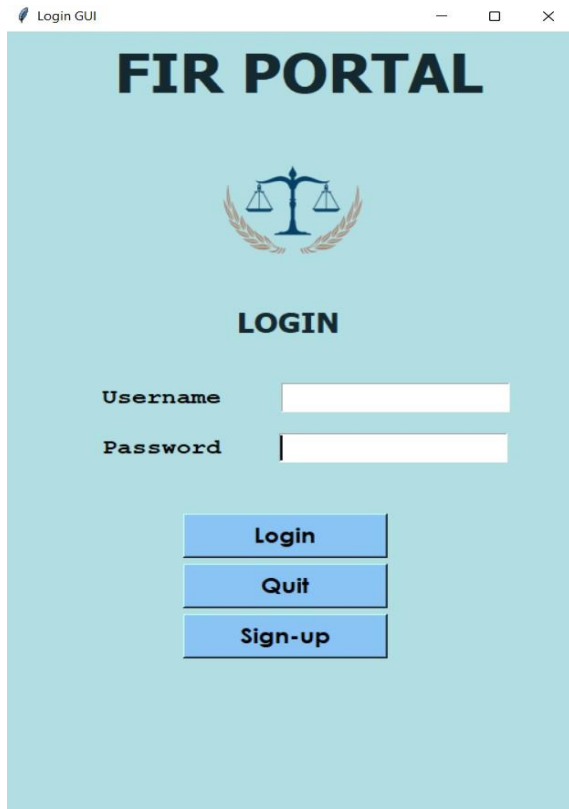 Login GUI
FIR PORTAL
LOGIN
Username
Password
Login
Quit
Sign-up